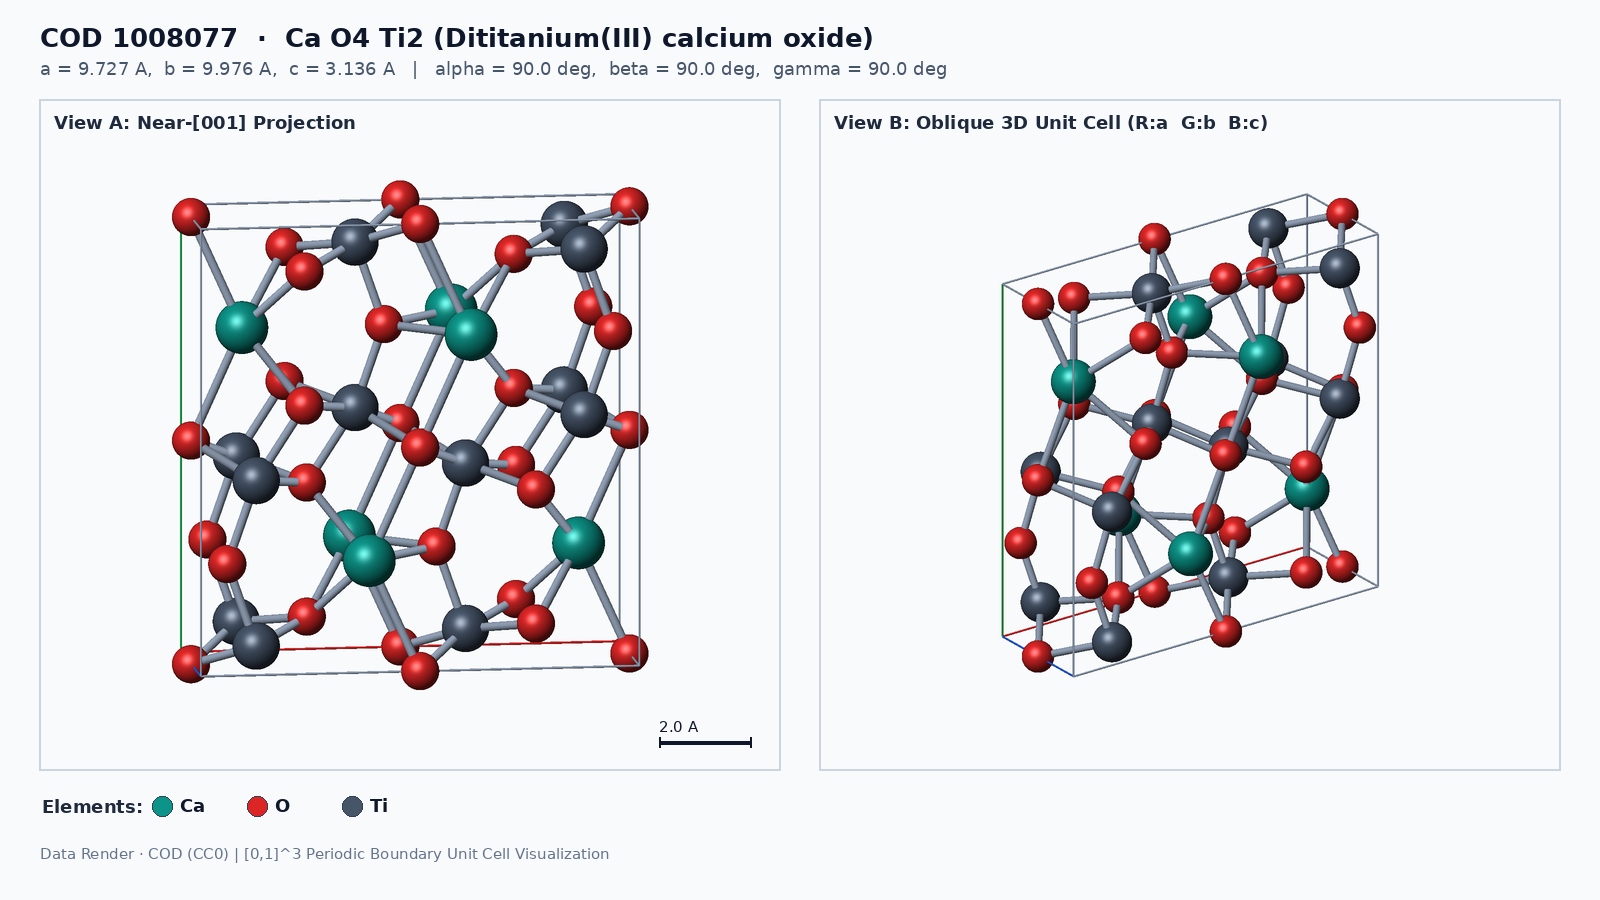 COD 1008077 · Ca O4 Ti2 (Dititanium(III) calcium oxide)
a = 9.727 A, b = 9.976 A, c = 3.136 A | alpha = 90.0 deg, beta = 90.0 deg, gamma = 90.0 deg
View A: Near-[001] Projection
View B: Oblique 3D Unit Cell (R:a G:b B:c)
2.0 A
Elements: Ca O Ti
Data Render · COD (CC0) | [0,1]^3 Periodic Boundary Unit Cell Visualization